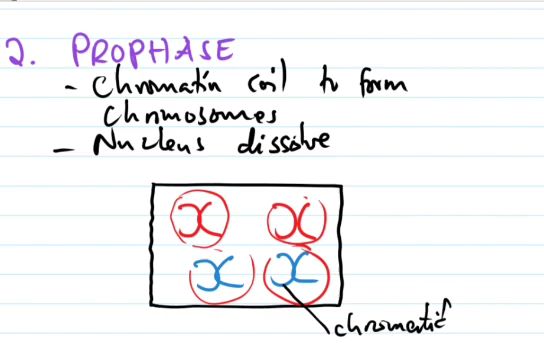 2. PROPHASE
- Chromatin coil to form
chromosomes
- Nucleus dissolve
chromatid